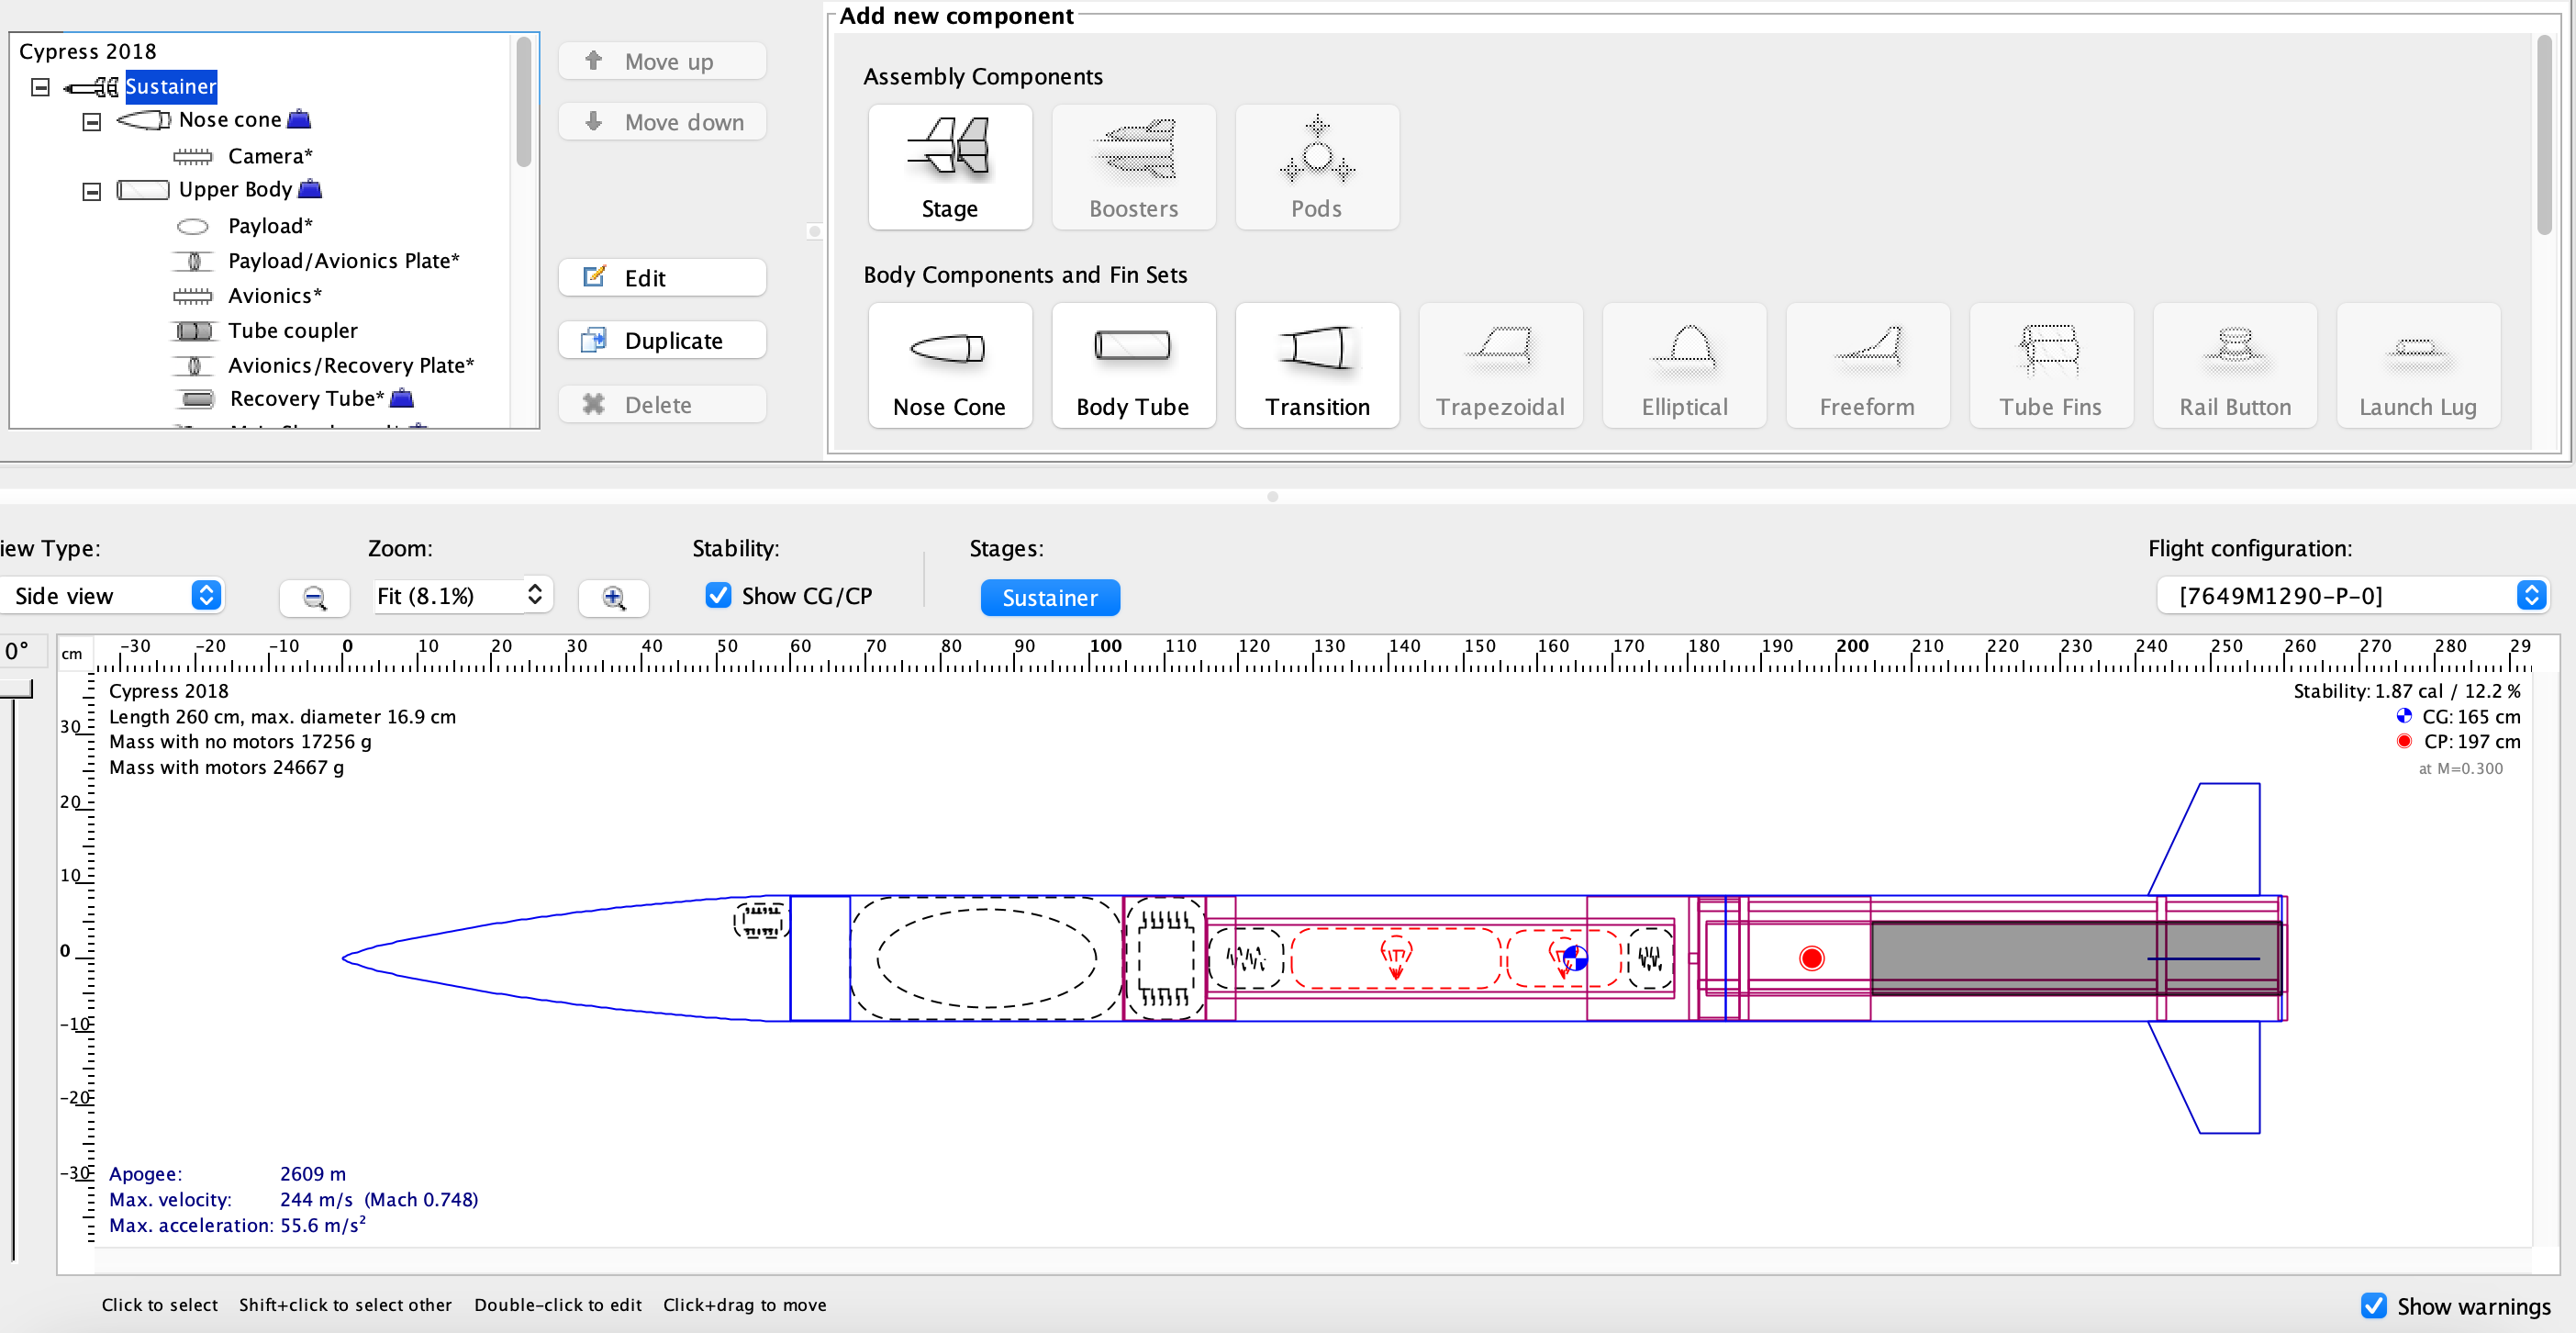 Cypress 2018
Sustainer
Nose cone
Camera*
Upper Body
Payload*
Payload/Avionics Plate*
Avionics*
Tube coupler
Avionics/Recovery Plate*
Recovery Tube*
Move up
Move down
Edit
Duplicate
Delete
Add new component
Assembly Components
Stage Boosters Pods
Body Components and Fin Sets
Nose Cone Body Tube Transition Trapezoidal Elliptical Freeform Tube Fins Rail Button Launch Lug
iew Type: Zoom: Stability: Stages: Flight configuration:
Side view Fit (8.1%) Show CG/CP Sustainer [7649M1290-P-0]
0° cm -30 -20 -10 0 10 20 30 40 50 60 70 80 90 100 110 120 130 140 150 160 170 180 190 200 210 220 230 240 250 260 270 280 29
30
20
10
0
-10
-20
-30
Cypress 2018
Length 260 cm, max. diameter 16.9 cm
Mass with no motors 17256 g
Mass with motors 24667 g
Stability: 1.87 cal / 12.2 %
CG: 165 cm
CP: 197 cm
at M=0.300
Apogee: 2609 m
Max. velocity: 244 m/s (Mach 0.748)
Max. acceleration: 55.6 m/s²
Click to select Shift+click to select other Double-click to edit Click+drag to move
Show warnings